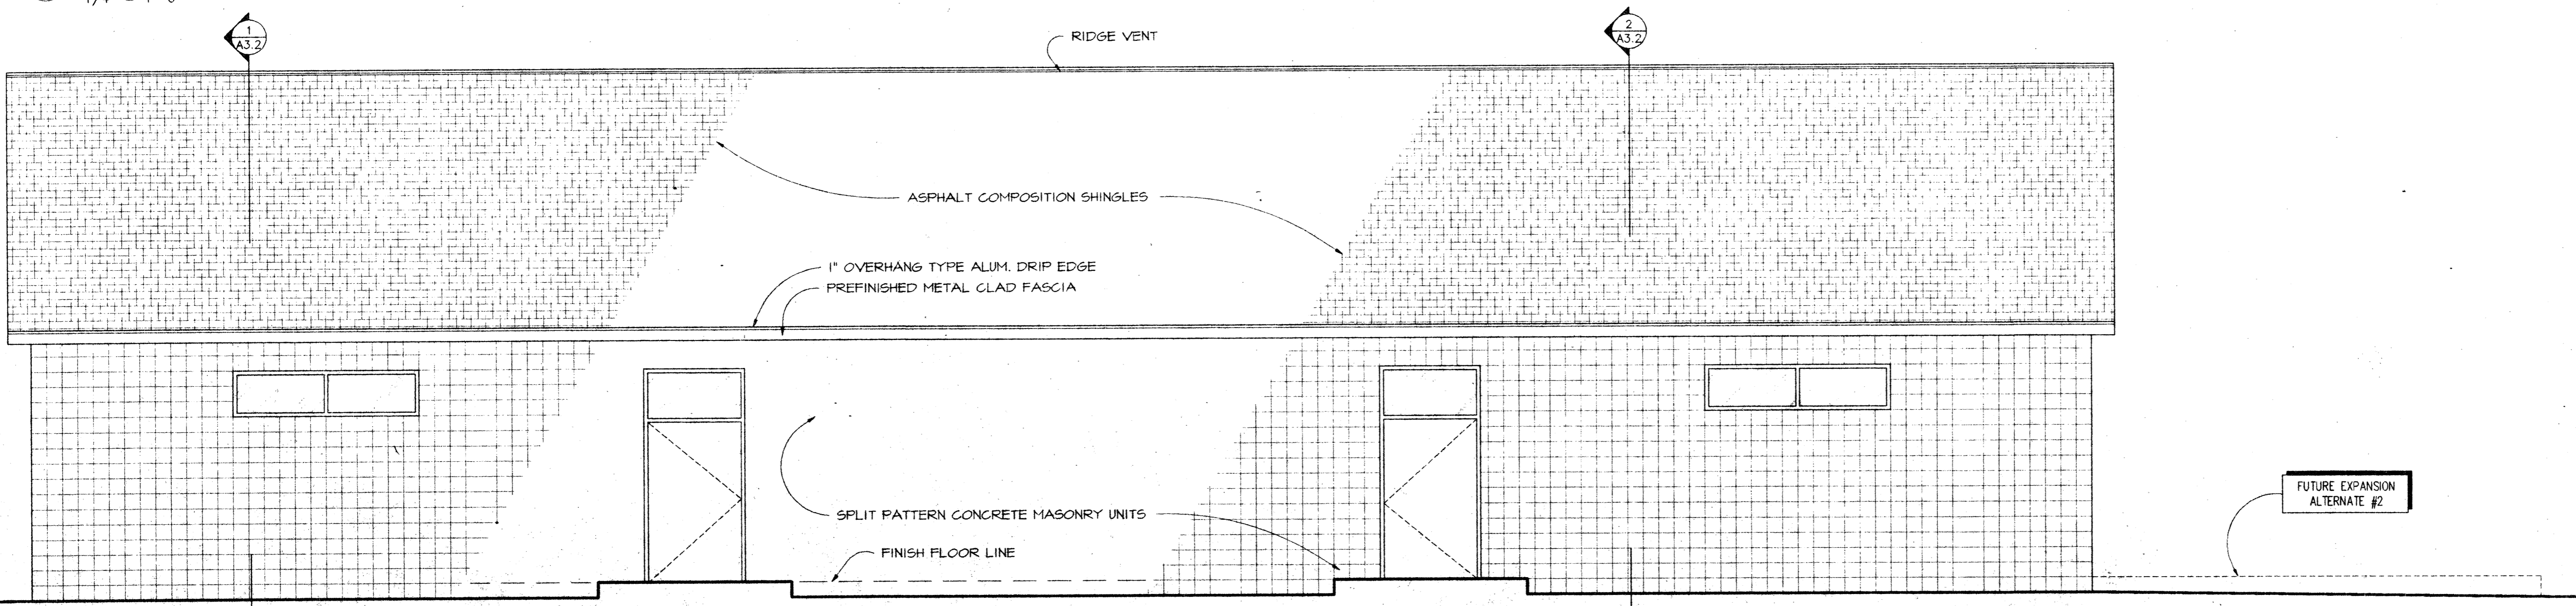 1
A3.2
2
A3.2
RIDGE VENT
ASPHALT COMPOSITION SHINGLES
1" OVERHANG TYPE ALUM. DRIP EDGE
PREFINISHED METAL CLAD FASCIA
SPLIT PATTERN CONCRETE MASONRY UNITS
FINISH FLOOR LINE
FUTURE EXPANSION
ALTERNATE #2